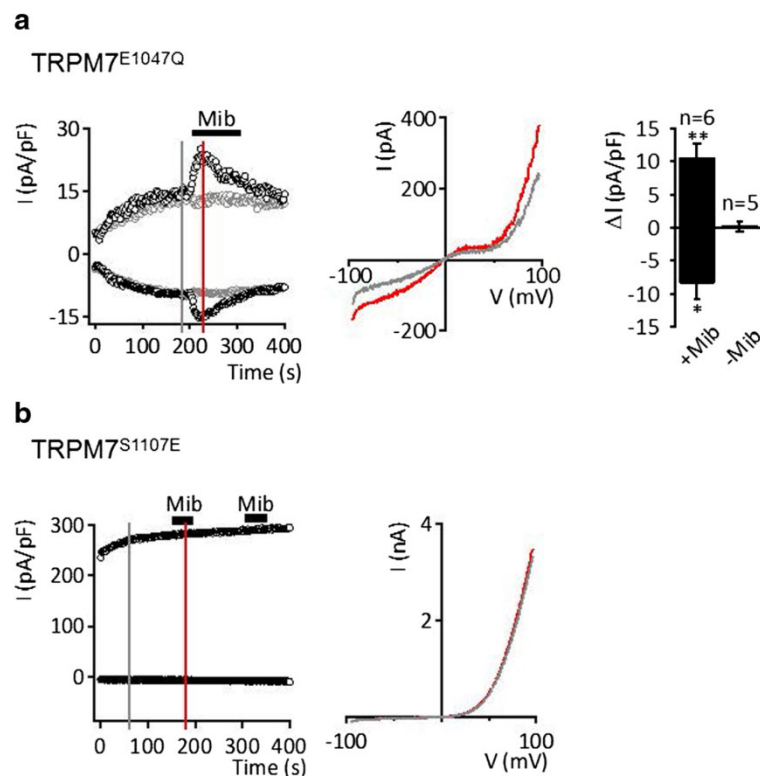 a
TRPM7E1047Q
Mib
I (pA/pF)
30
15
0
-15
0 100 200 300 400
Time (s)
I (pA)
400
200
-100
100
V (mV)
-200
n=6
**
n=5
ΔI (pA/pF)
15
10
5
0
-5
-10
-15
*
+Mib
-Mib
b
TRPM7S1107E
Mib Mib
I (pA/pF)
300
200
100
0
0 100 200 300 400
Time (s)
I (nA)
4
2
-100
100
V (mV)